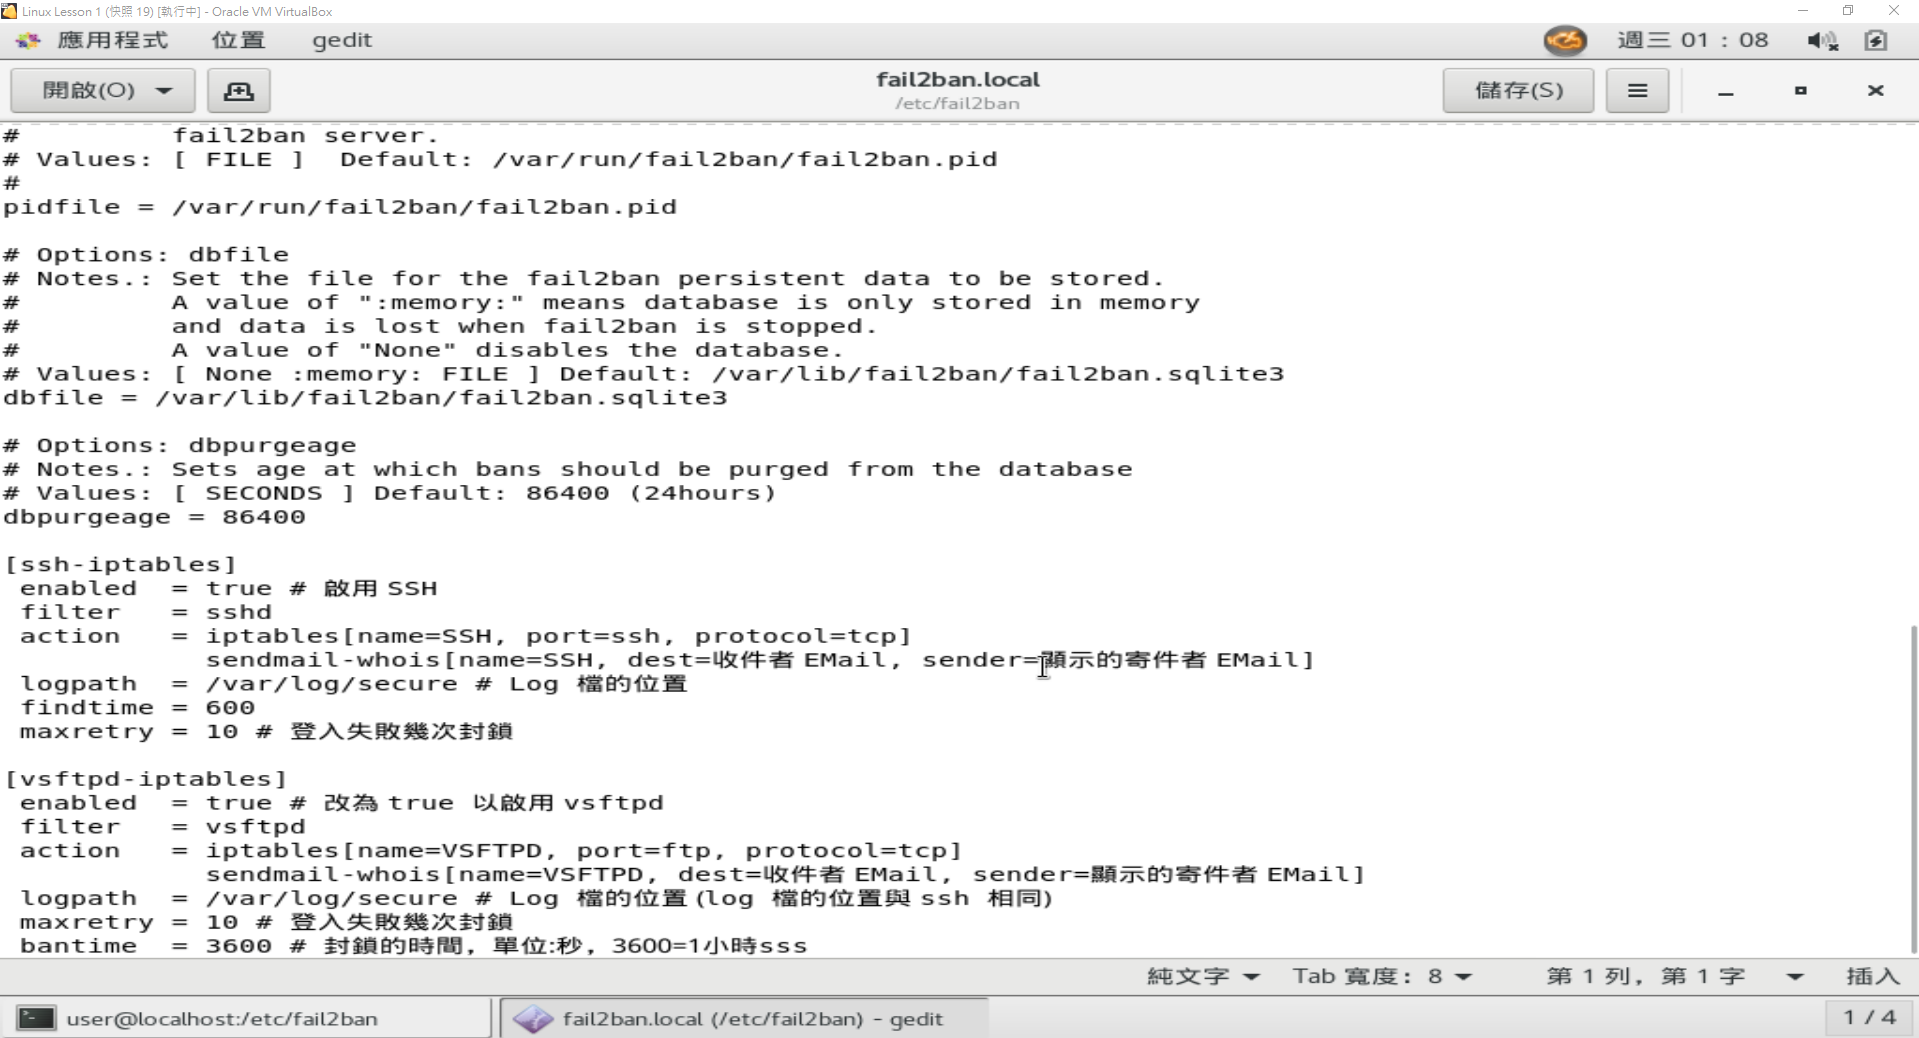 Linux Lesson 1 (快照 19) [執行中] - Oracle VM VirtualBox
應用程式 位置 gedit 週三 01 : 08
開啟(O) fail2ban.local 儲存(S)
/etc/fail2ban
# fail2ban server.
# Values: [ FILE ] Default: /var/run/fail2ban/fail2ban.pid
#
pidfile = /var/run/fail2ban/fail2ban.pid
# Options: dbfile
# Notes.: Set the file for the fail2ban persistent data to be stored.
# A value of ":memory:" means database is only stored in memory
# and data is lost when fail2ban is stopped.
# A value of "None" disables the database.
# Values: [ None :memory: FILE ] Default: /var/lib/fail2ban/fail2ban.sqlite3
dbfile = /var/lib/fail2ban/fail2ban.sqlite3
# Options: dbpurgeage
# Notes.: Sets age at which bans should be purged from the database
# Values: [ SECONDS ] Default: 86400 (24hours)
dbpurgeage = 86400
[ssh-iptables]
enabled = true # 啟用 SSH
filter = sshd
action = iptables[name=SSH, port=ssh, protocol=tcp]
sendmail-whois[name=SSH, dest=收件者 EMail, sender=顯示的寄件者 EMail]
logpath = /var/log/secure # Log 檔的位置
findtime = 600
maxretry = 10 # 登入失敗幾次封鎖
[vsftpd-iptables]
enabled = true # 改為 true 以啟用 vsftpd
filter = vsftpd
action = iptables[name=VSFTPD, port=ftp, protocol=tcp]
sendmail-whois[name=VSFTPD, dest=收件者 EMail, sender=顯示的寄件者 EMail]
logpath = /var/log/secure # Log 檔的位置(log 檔的位置與 ssh 相同)
maxretry = 10 # 登入失敗幾次封鎖
bantime = 3600 # 封鎖的時間, 單位:秒, 3600=1小時sss
純文字 Tab 寬度: 8 第 1 列, 第 1 字 插入
user@localhost:/etc/fail2ban fail2ban.local (/etc/fail2ban) - gedit 1 / 4